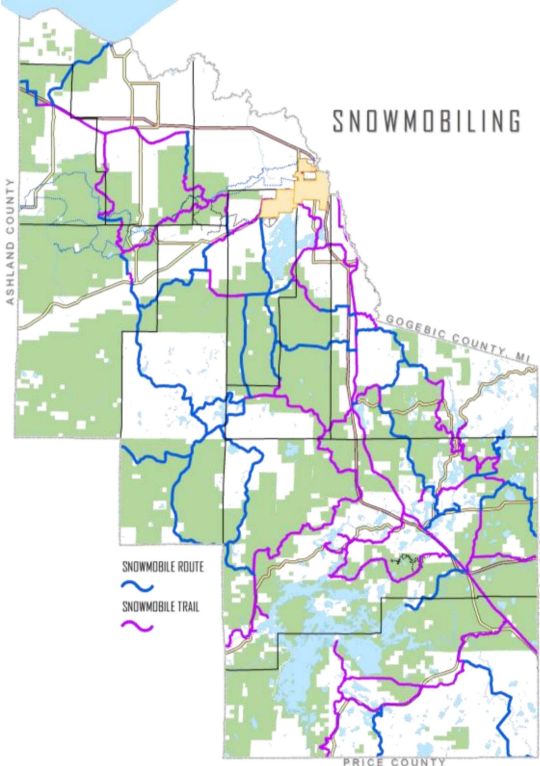 SNOWMOBILING
ASHLAND COUNTY
GOGEBIC COUNTY, MI
SNOWMOBILE ROUTE
SNOWMOBILE TRAIL
PRICE COUNTY